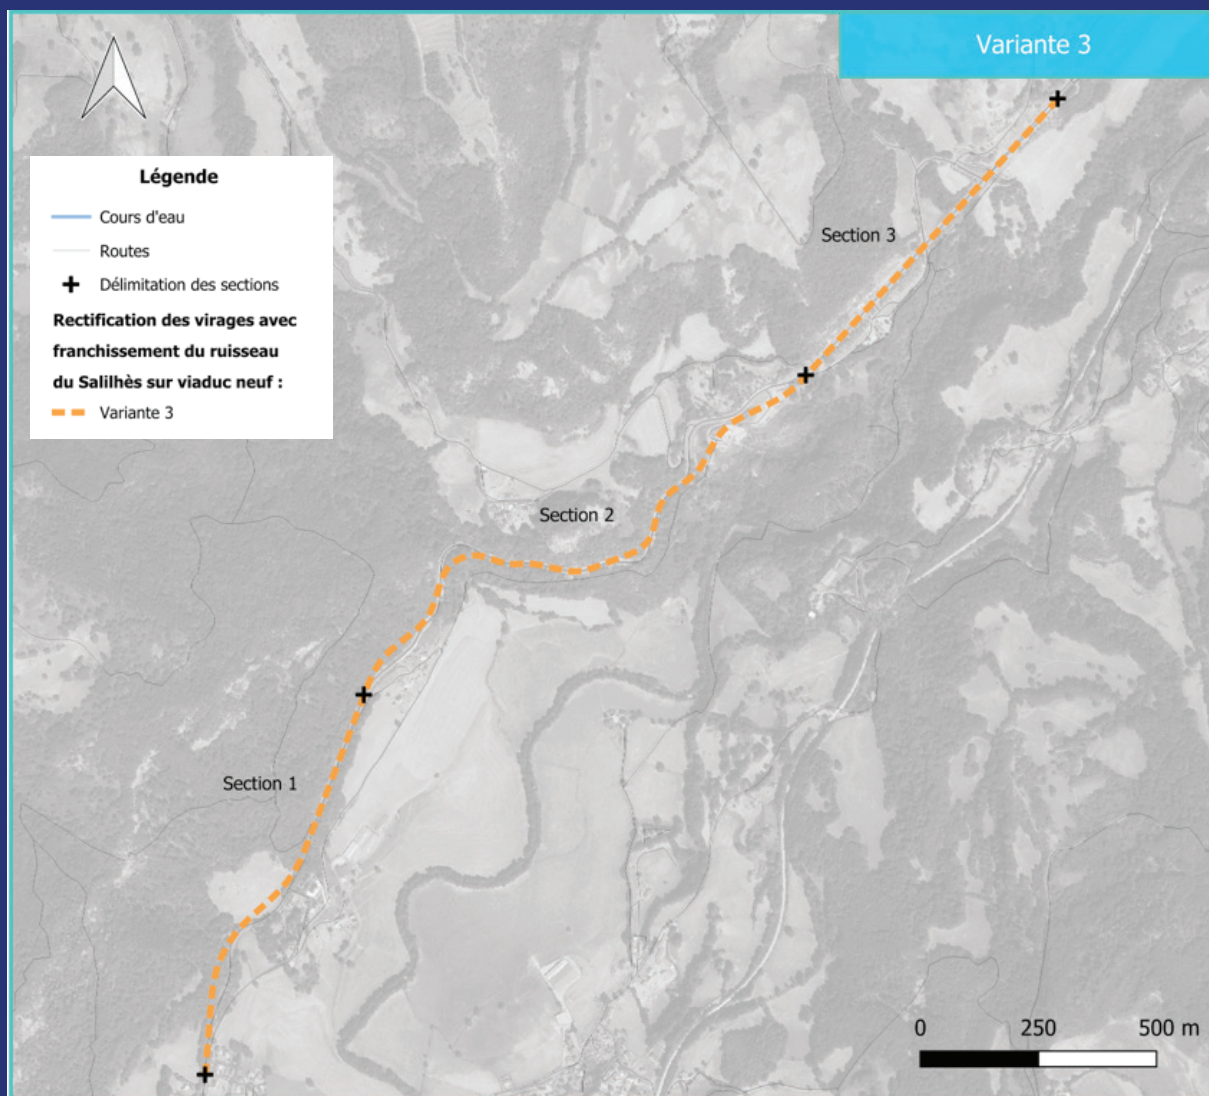 Variante 3
Légende
Cours d'eau
Routes
Délimitation des sections
Rectification des virages avec
franchissement du ruisseau
du Salilhès sur viaduc neuf :
Variante 3
Section 3
Section 2
Section 1
0 250 500 m